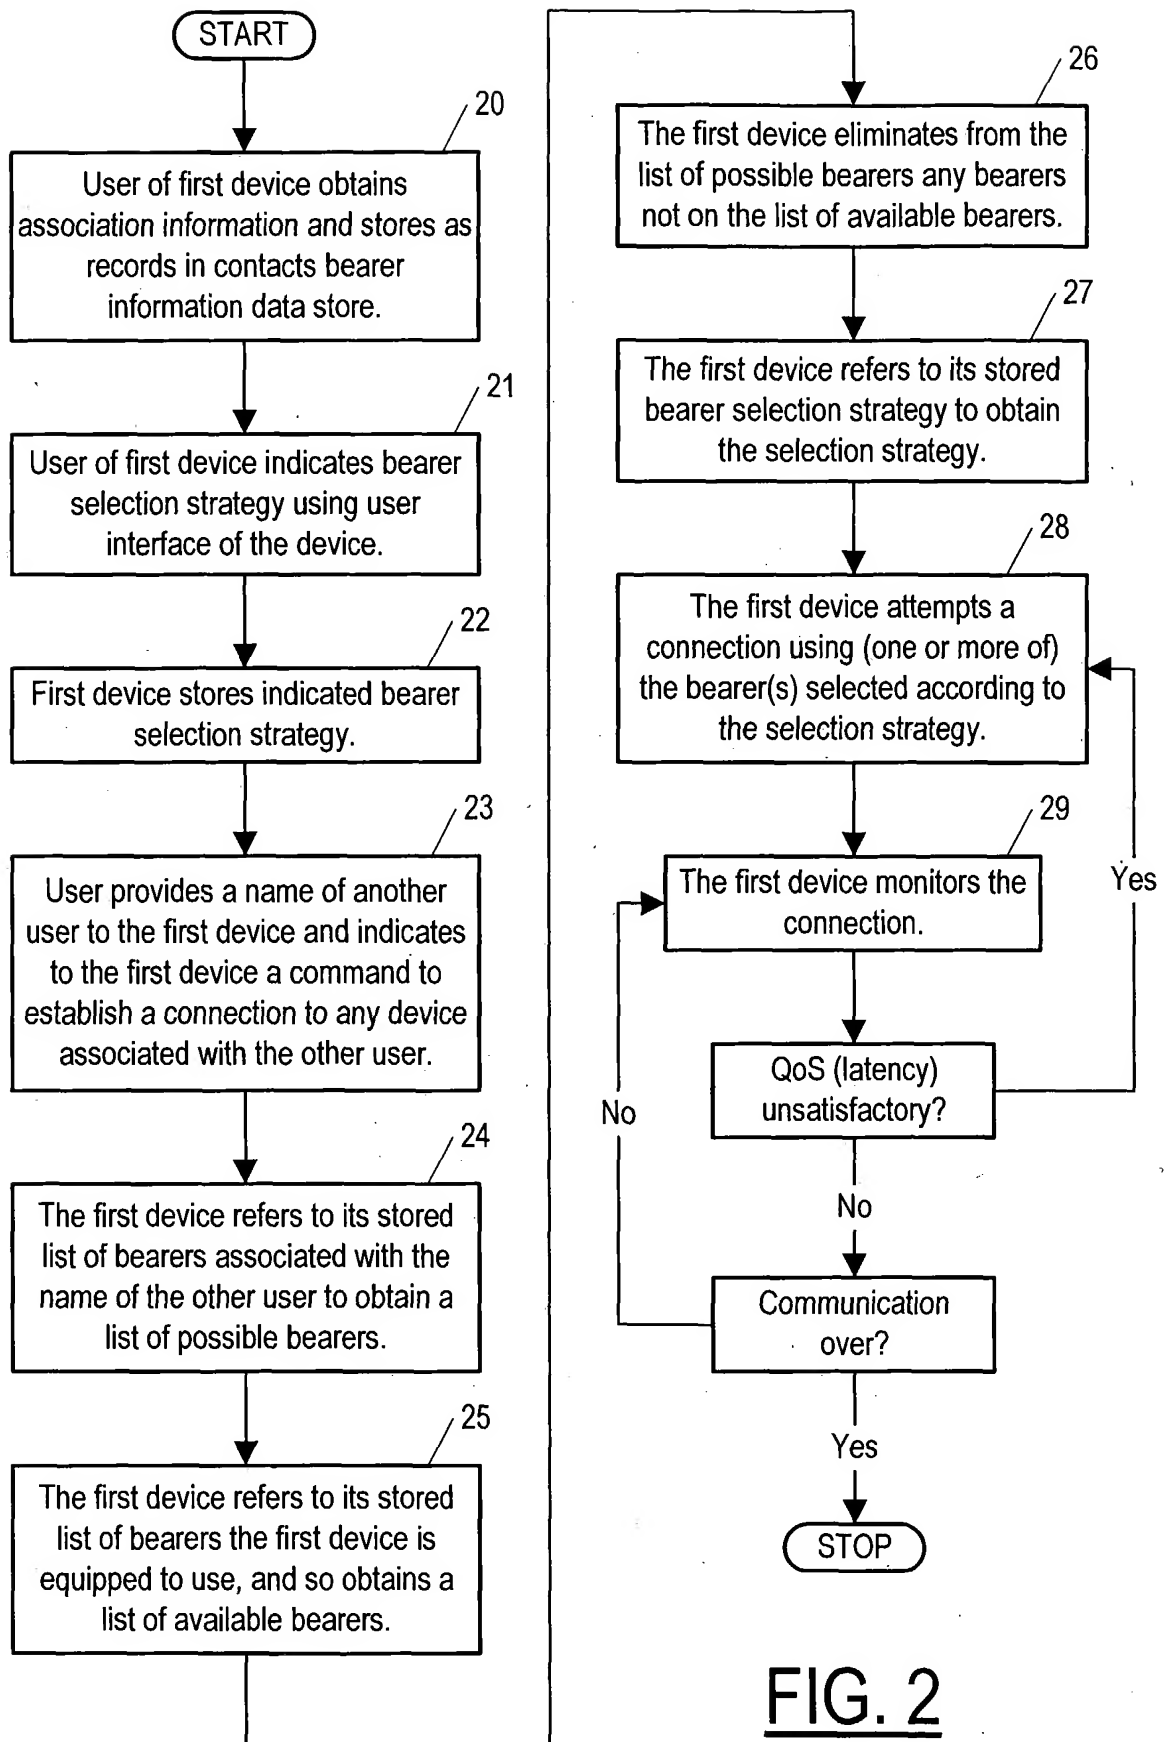 START
20
User of first device obtains
association information and stores as
records in contacts bearer
information data store.
21
User of first device indicates bearer
selection strategy using user
interface of the device.
22
First device stores indicated bearer
selection strategy.
23
User provides a name of another
user to the first device and indicates
to the first device a command to
establish a connection to any device
associated with the other user.
24
The first device refers to its stored
list of bearers associated with the
name of the other user to obtain a
list of possible bearers.
25
The first device refers to its stored
list of bearers the first device is
equipped to use, and so obtains a
list of available bearers.
26
The first device eliminates from the
list of possible bearers any bearers
not on the list of available bearers.
27
The first device refers to its stored
bearer selection strategy to obtain
the selection strategy.
28
The first device attempts a
connection using (one or more of)
the bearer(s) selected according to
the selection strategy.
29
The first device monitors the
connection.
Yes
QoS (latency)
unsatisfactory?
No
No
Communication
over?
Yes
STOP
FIG. 2